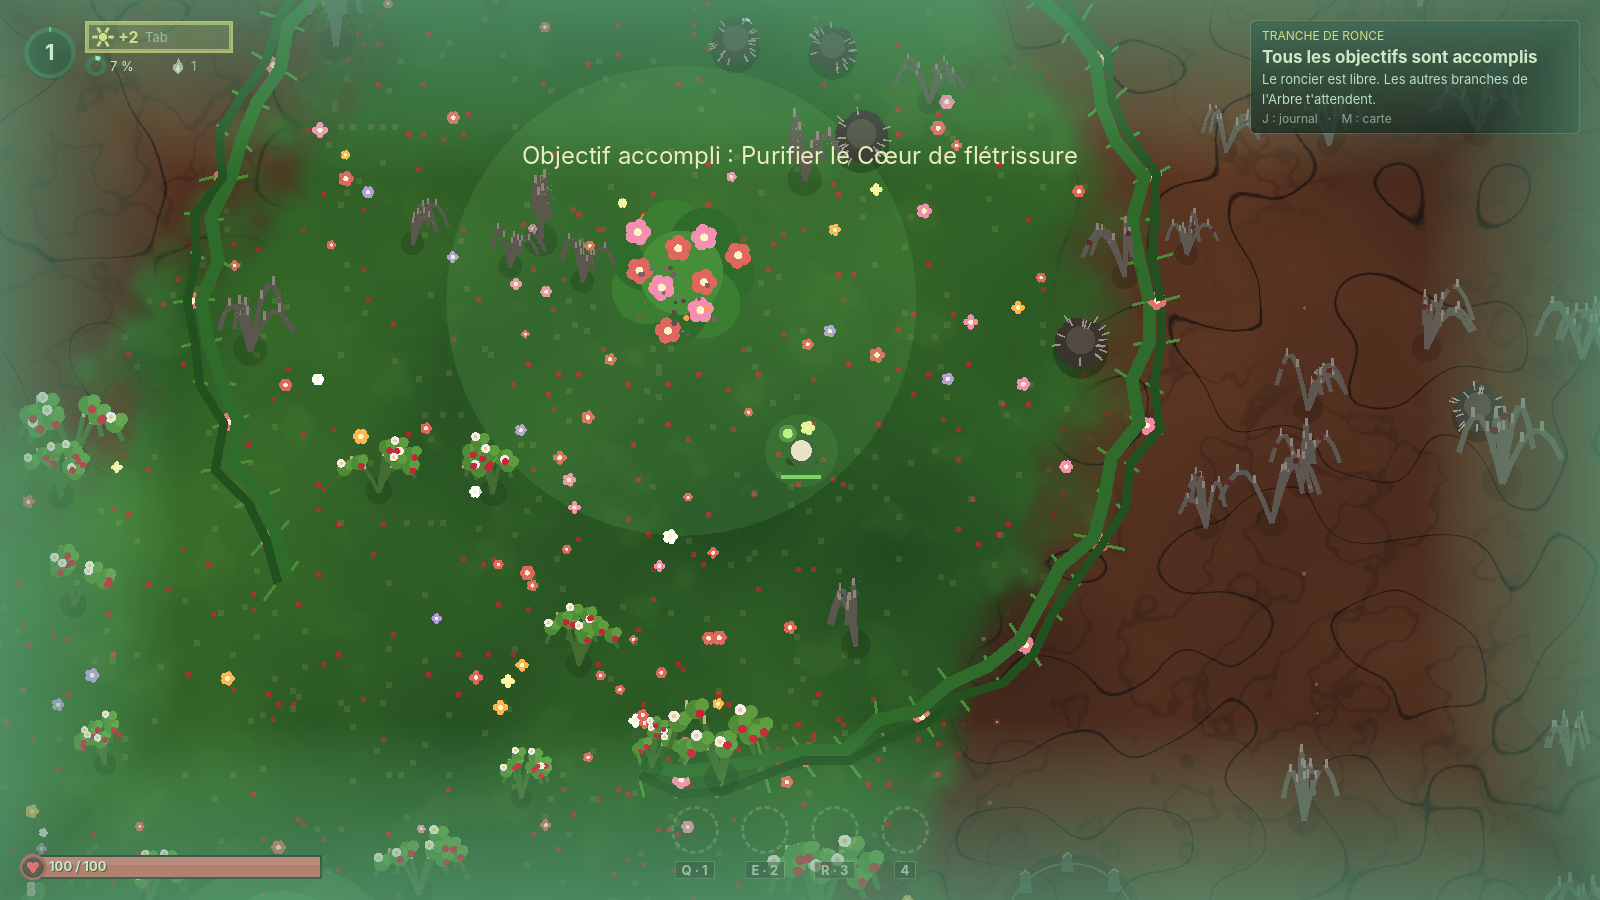 1
+2 Tab
7 % 1
TRANCHE DE RONCE
Tous les objectifs sont accomplis
Le roncier est libre. Les autres branches de
l'Arbre t'attendent.
J : journal · M : carte
Objectif accompli : Purifier le Cœur de flétrissure
100 / 100
Q · 1 E · 2 R · 3 4